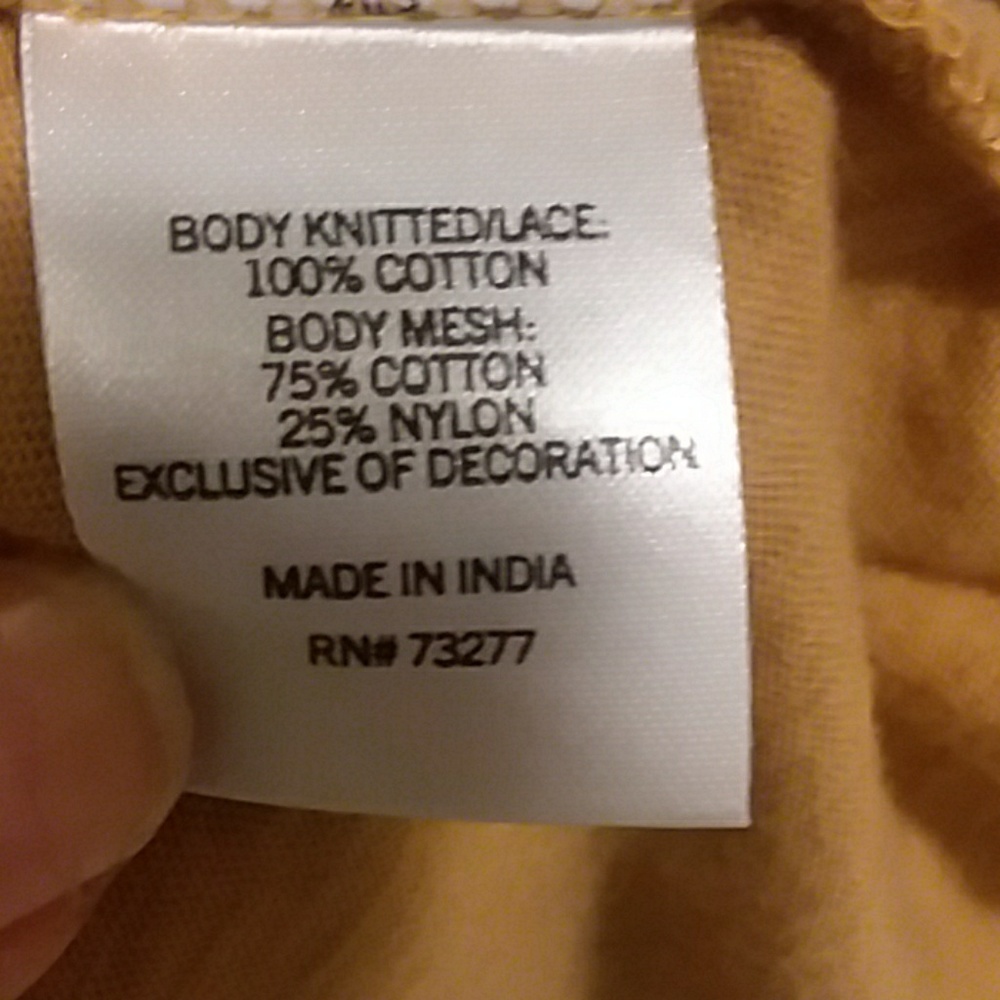 BODY KNITTED/LACE:
100% COTTON
BODY MESH:
75% COTTON
25% NYLON
EXCLUSIVE OF DECORATION
MADE IN INDIA
RN# 73277